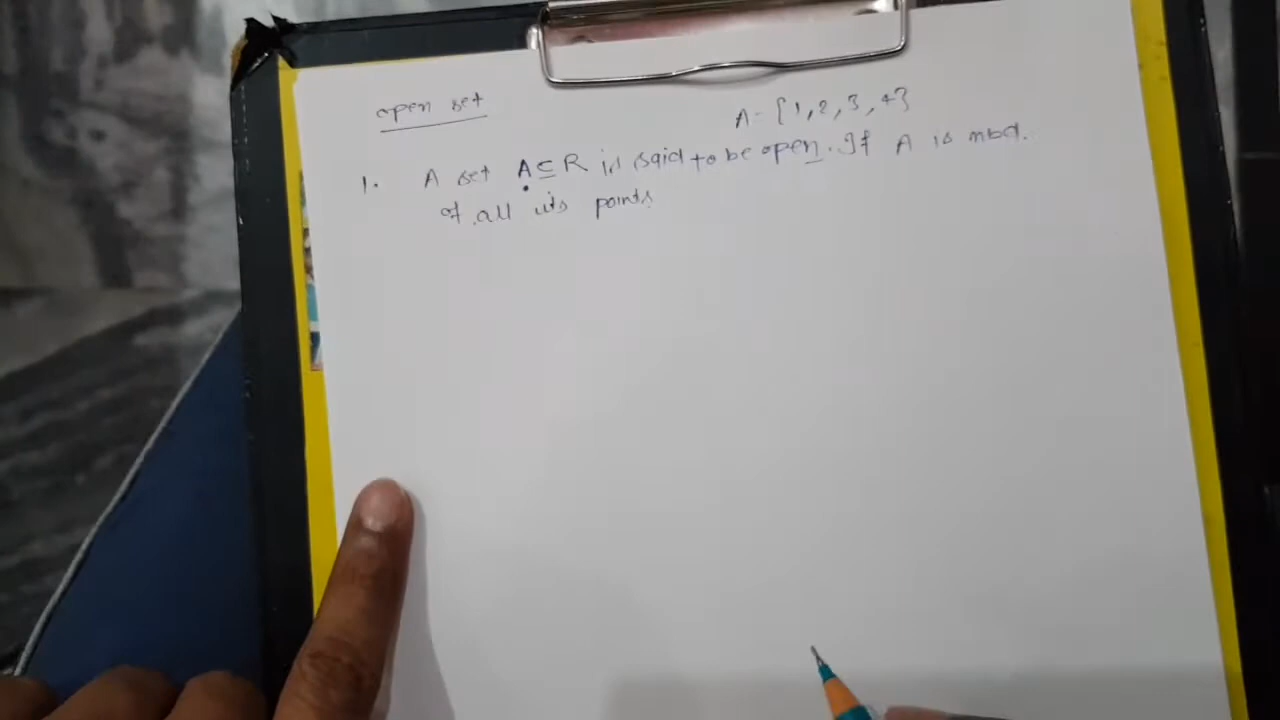 open set
A = {1, 2, 3, 4}
1. A set A ⊆ R is said to be open. If A is nbd.
of all its points